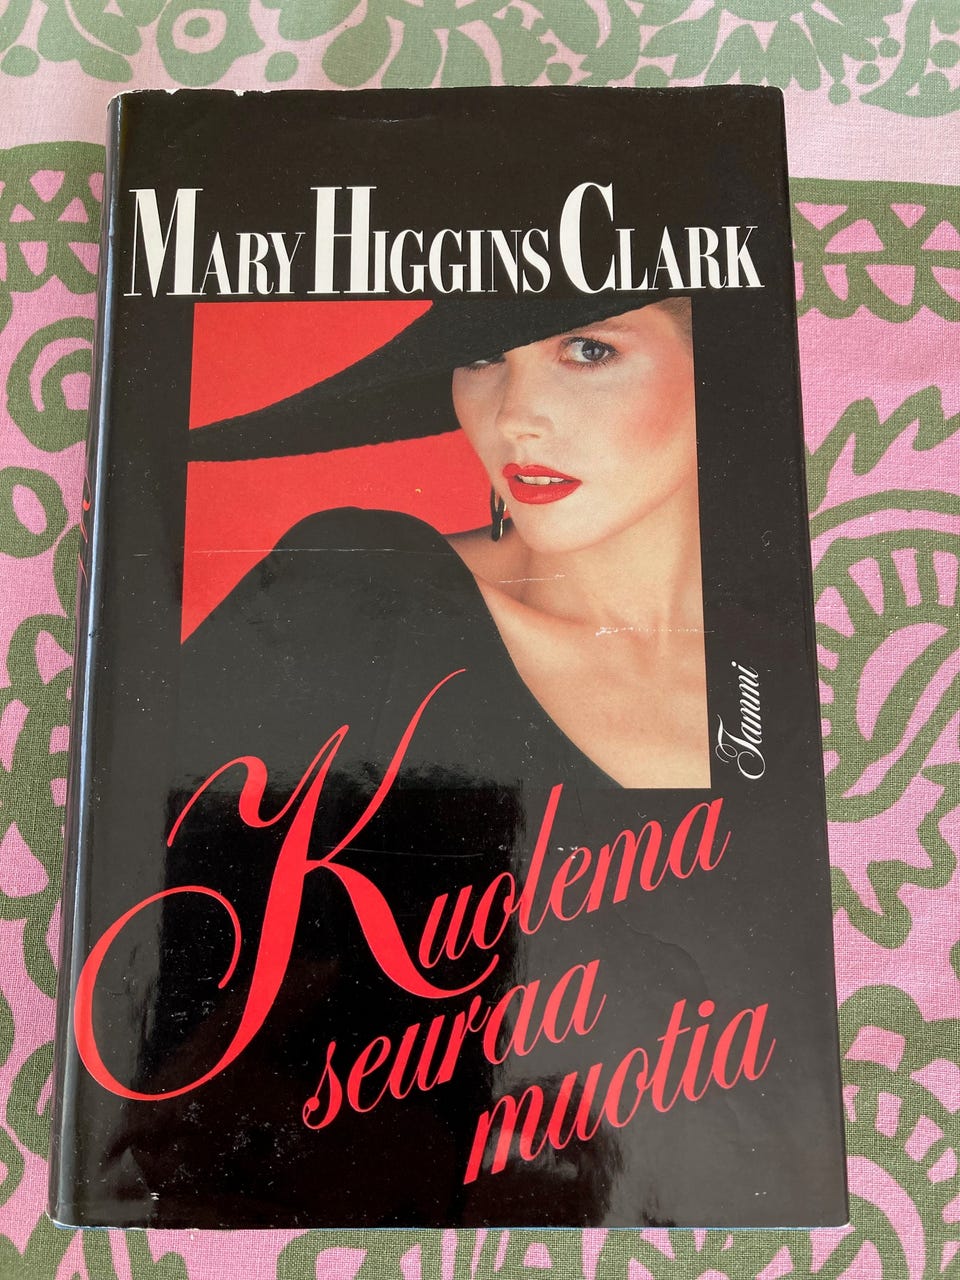 MARY HIGGINS CLARK
Tammi
Kuolema
seuraa
muotia